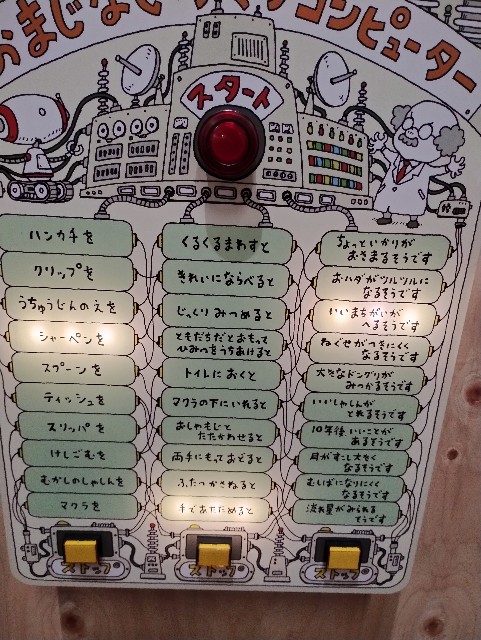 おまじない
コンピューター
スタート
ハンカチを
クリップを
うちゅうじんのえを
シャーペンを
スプーンを
ティッシュを
スリッパを
けしごむを
むかしのしゃしんを
マクラを
くるくるまわすと
きれいにならべると
じっくりみつめると
ともだちだとおもって
ひみつをうちあけると
トイレにおくと
マクラの下にいれると
おしゃもじと
たたかわせると
両手にもっておどると
ふたつかさねると
手であたためると
ちょっといかりが
おさまるそうです
おハダがツルツルに
なるそうです
いいまちがいが
へるそうです
ねぐせがつきにくく
なるそうです
大きなドングリが
みつかるそうです
いいしゃしんが
とれるそうです
10年後、いいことが
あるそうです
月がすこし大きく
なるそうです
むしばになりにくく
なるそうです
流れ星がみられる
そうです
ストップ
ストップ
ストップ